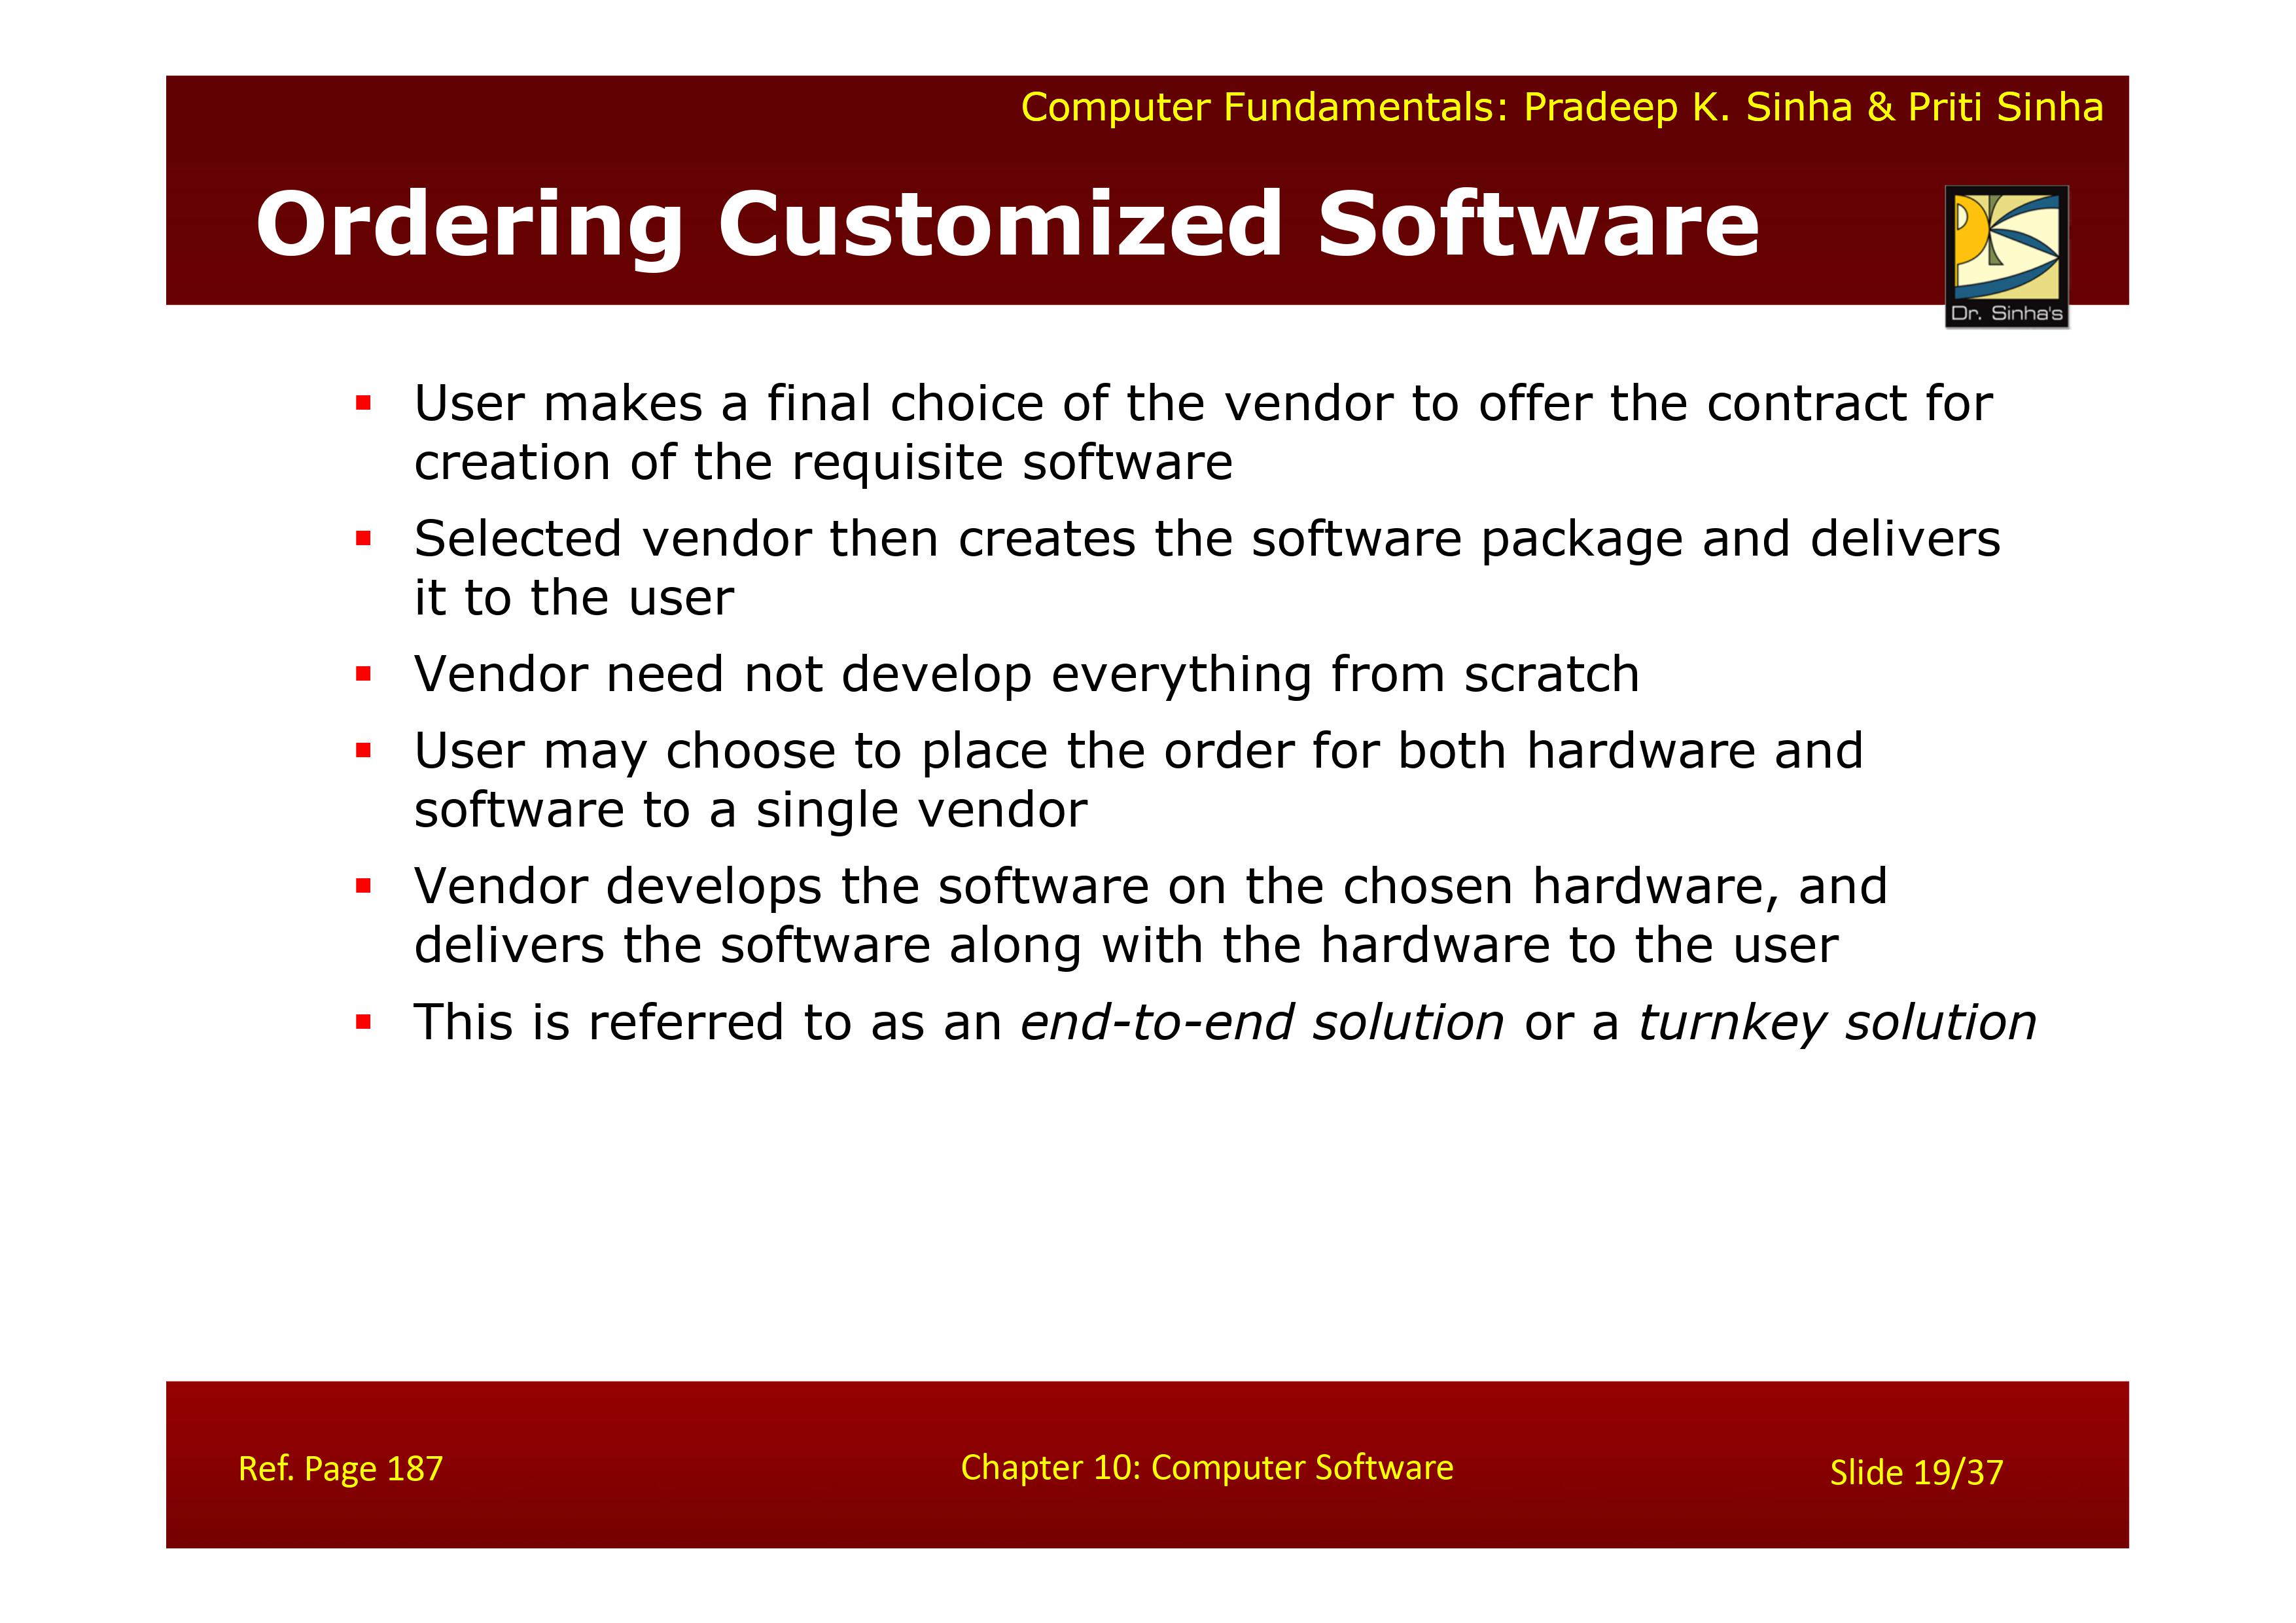 Computer Fundamentals: Pradeep K. Sinha & Priti Sinha
Ordering Customized Software
Dr. Sinha's
▪ User makes a final choice of the vendor to offer the contract for
creation of the requisite software
▪ Selected vendor then creates the software package and delivers
it to the user
▪ Vendor need not develop everything from scratch
▪ User may choose to place the order for both hardware and
software to a single vendor
▪ Vendor develops the software on the chosen hardware, and
delivers the software along with the hardware to the user
▪ This is referred to as an end-to-end solution or a turnkey solution
Ref. Page 187
Chapter 10: Computer Software
Slide 19/37